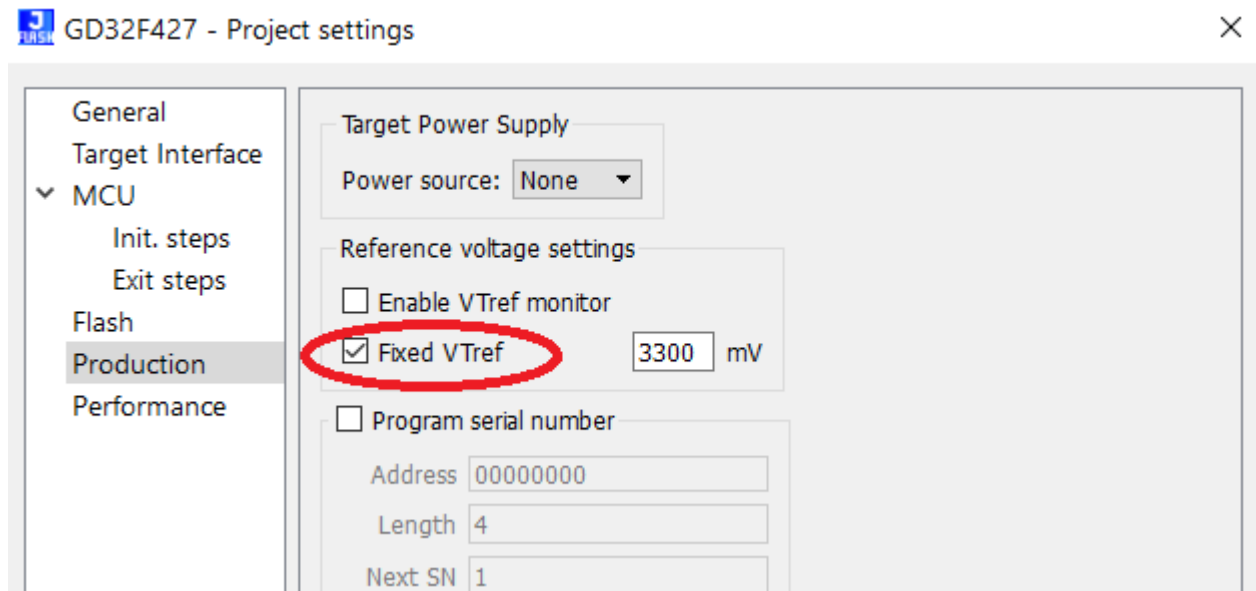 J
FLASH
GD32F427 - Project settings
General
Target Interface
MCU
Init. steps
Exit steps
Flash
Production
Performance
Target Power Supply
Power source: None
Reference voltage settings
Enable VTref monitor
Fixed VTref 3300 mV
Program serial number
Address 00000000
Length 4
Next SN 1